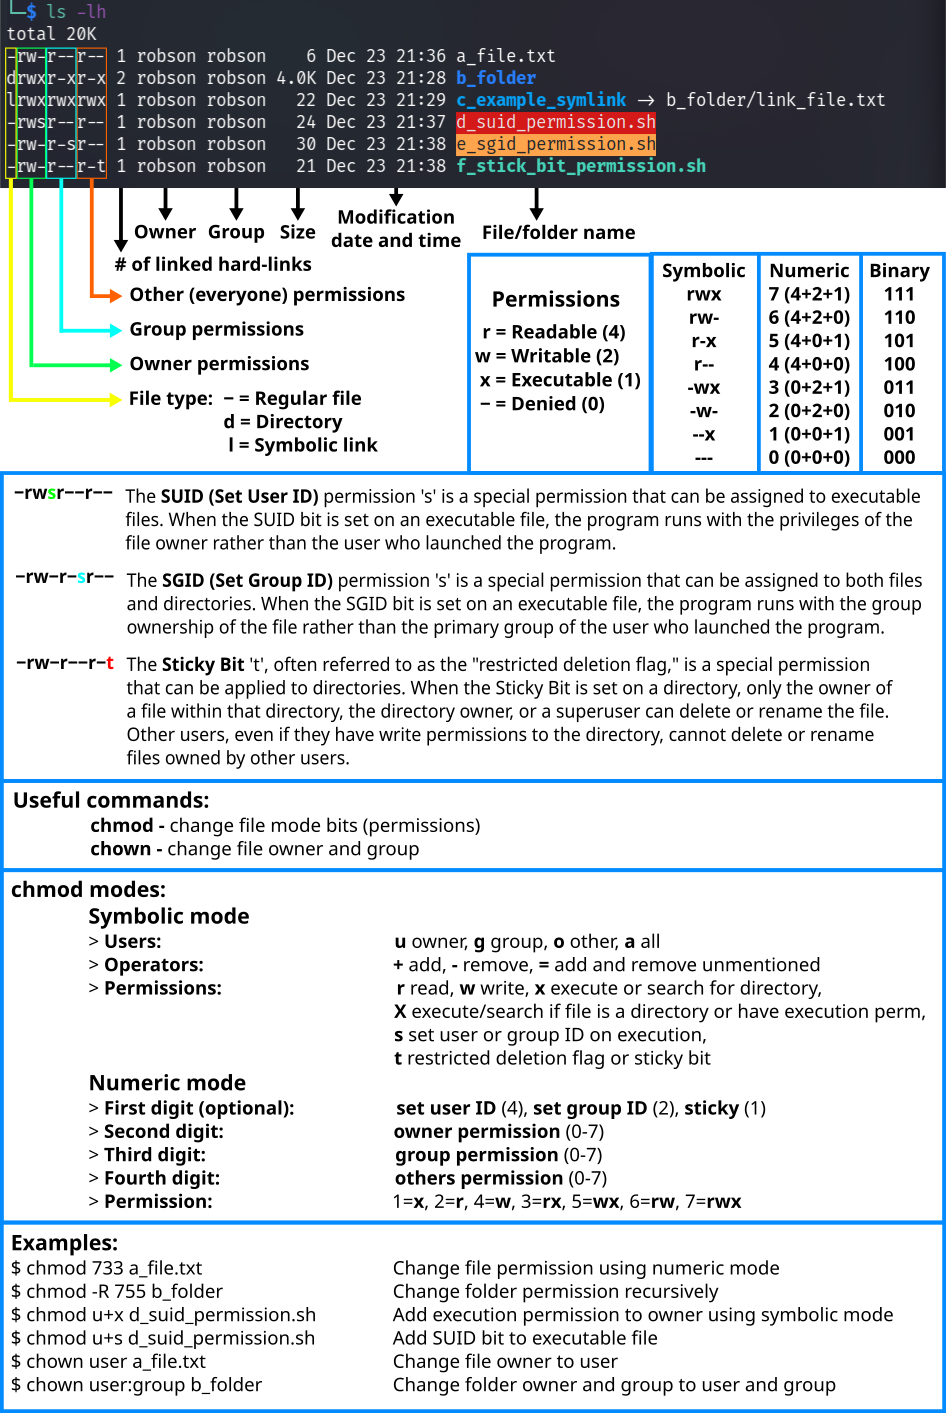 └─$ ls -lh
total 20K
-rw-r--r-- 1 robson robson 6 Dec 23 21:36 a_file.txt
drwxr-xr-x 2 robson robson 4.0K Dec 23 21:28 b_folder
lrwxrwxrwx 1 robson robson 22 Dec 23 21:29 c_example_symlink → b_folder/link_file.txt
-rwsr--r-- 1 robson robson 24 Dec 23 21:37 d_suid_permission.sh
-rw-r-sr-- 1 robson robson 30 Dec 23 21:38 e_sgid_permission.sh
-rw-r--r-t 1 robson robson 21 Dec 23 21:38 f_stick_bit_permission.sh
Owner Group Size Modification date and time File/folder name
# of linked hard-links
Other (everyone) permissions
Group permissions
Owner permissions
File type: – = Regular file
d = Directory
l = Symbolic link
Permissions
r = Readable (4)
w = Writable (2)
x = Executable (1)
– = Denied (0)
Symbolic Numeric Binary
rwx 7 (4+2+1) 111
rw- 6 (4+2+0) 110
r-x 5 (4+0+1) 101
r-- 4 (4+0+0) 100
-wx 3 (0+2+1) 011
-w- 2 (0+2+0) 010
--x 1 (0+0+1) 001
--- 0 (0+0+0) 000
–rwsr––r–– The SUID (Set User ID) permission 's' is a special permission that can be assigned to executable
files. When the SUID bit is set on an executable file, the program runs with the privileges of the
file owner rather than the user who launched the program.
–rw–r–sr–– The SGID (Set Group ID) permission 's' is a special permission that can be assigned to both files
and directories. When the SGID bit is set on an executable file, the program runs with the group
ownership of the file rather than the primary group of the user who launched the program.
–rw–r––r–t The Sticky Bit 't', often referred to as the "restricted deletion flag," is a special permission
that can be applied to directories. When the Sticky Bit is set on a directory, only the owner of
a file within that directory, the directory owner, or a superuser can delete or rename the file.
Other users, even if they have write permissions to the directory, cannot delete or rename
files owned by other users.
Useful commands:
chmod - change file mode bits (permissions)
chown - change file owner and group
chmod modes:
Symbolic mode
> Users: u owner, g group, o other, a all
> Operators: + add, - remove, = add and remove unmentioned
> Permissions: r read, w write, x execute or search for directory,
X execute/search if file is a directory or have execution perm,
s set user or group ID on execution,
t restricted deletion flag or sticky bit
Numeric mode
> First digit (optional): set user ID (4), set group ID (2), sticky (1)
> Second digit: owner permission (0-7)
> Third digit: group permission (0-7)
> Fourth digit: others permission (0-7)
> Permission: 1=x, 2=r, 4=w, 3=rx, 5=wx, 6=rw, 7=rwx
Examples:
$ chmod 733 a_file.txt Change file permission using numeric mode
$ chmod -R 755 b_folder Change folder permission recursively
$ chmod u+x d_suid_permission.sh Add execution permission to owner using symbolic mode
$ chmod u+s d_suid_permission.sh Add SUID bit to executable file
$ chown user a_file.txt Change file owner to user
$ chown user:group b_folder Change folder owner and group to user and group